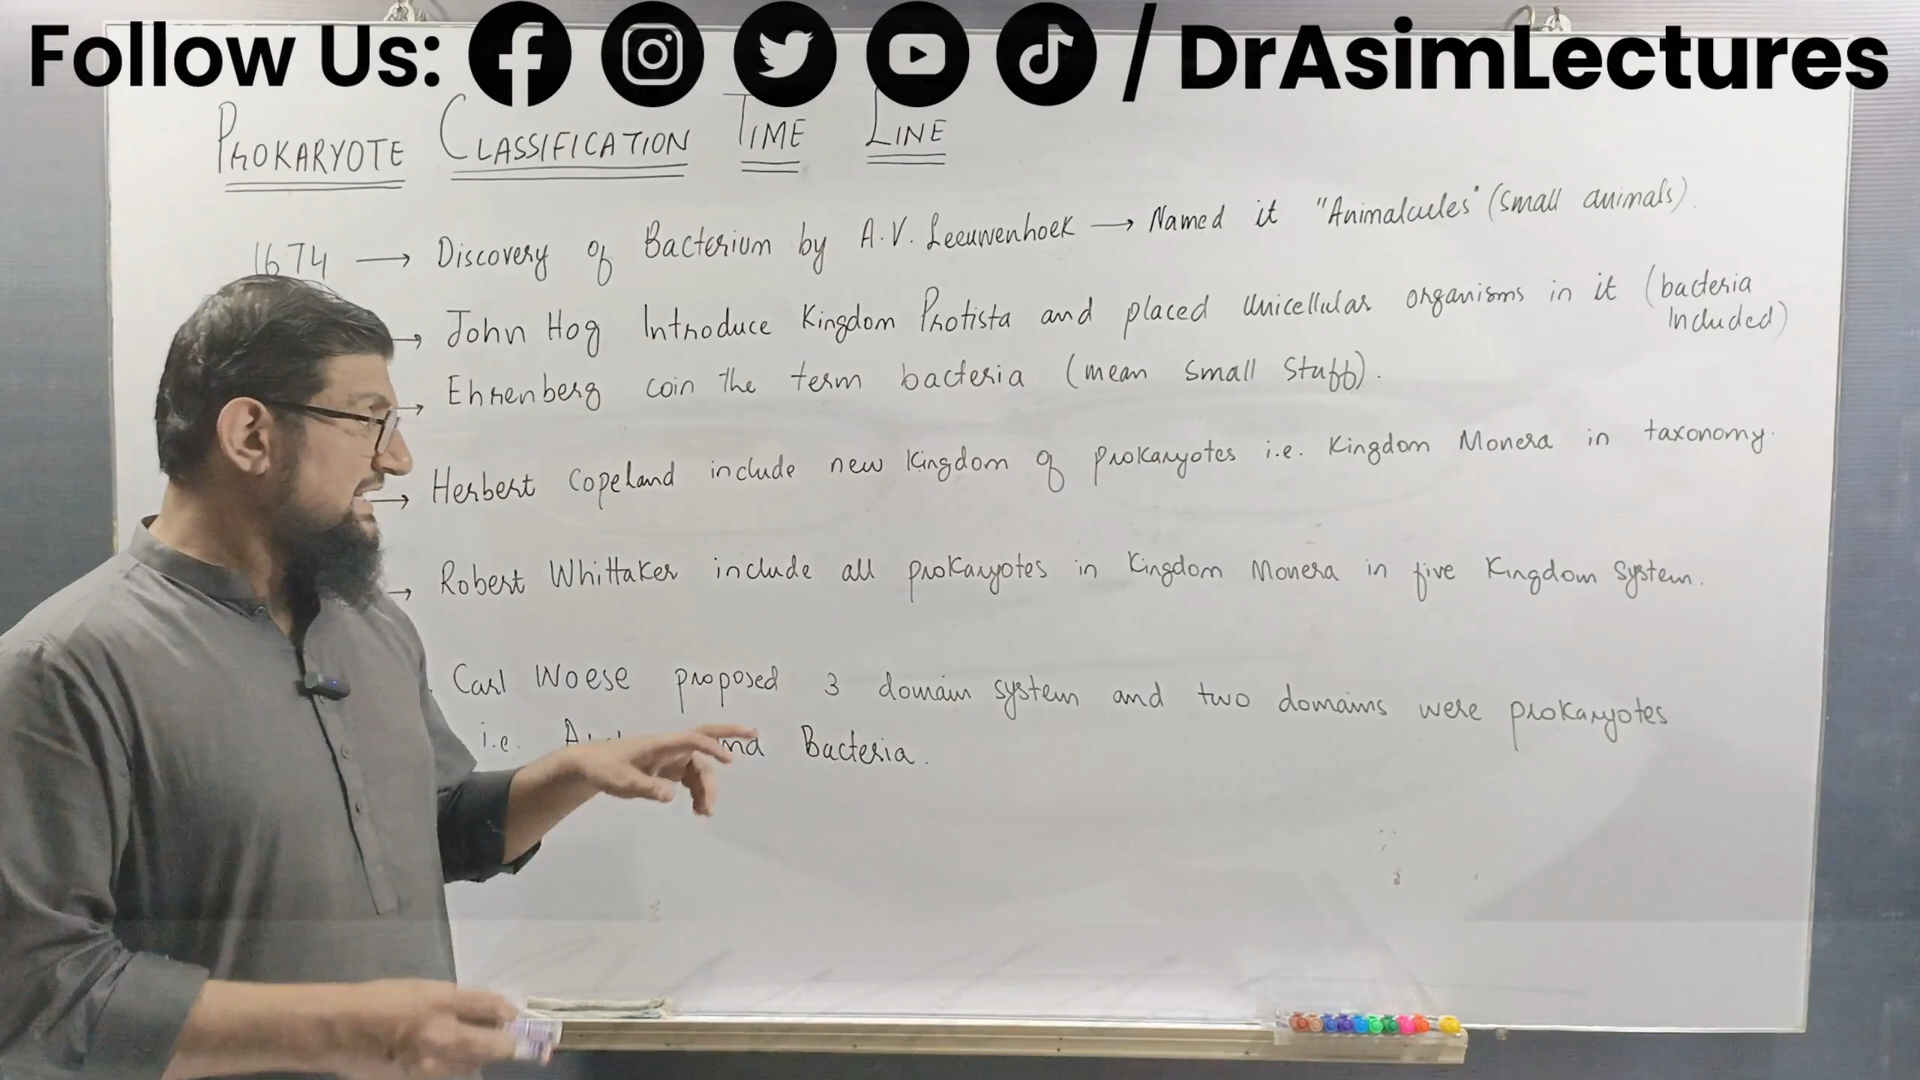 Follow Us: / DrAsimLectures
PROKARYOTE CLASSIFICATION TIME LINE
1674 → Discovery of Bacterium by A.V. Leeuwenhoek → Named it "Animalcules" (Small animals).
→ John Hog Introduce Kingdom Protista and placed unicellular organisms in it (bacteria
Included)
→ Ehrenberg coin the term bacteria (mean small stuff).
→ Herbert Copeland include new kingdom of prokaryotes i.e. Kingdom Monera in taxonomy.
→ Robert Whittaker include all prokaryotes in Kingdom Monera in five Kingdom System.
Carl Woese proposed 3 domain system and two domains were prokaryotes
i.e. Bacteria.